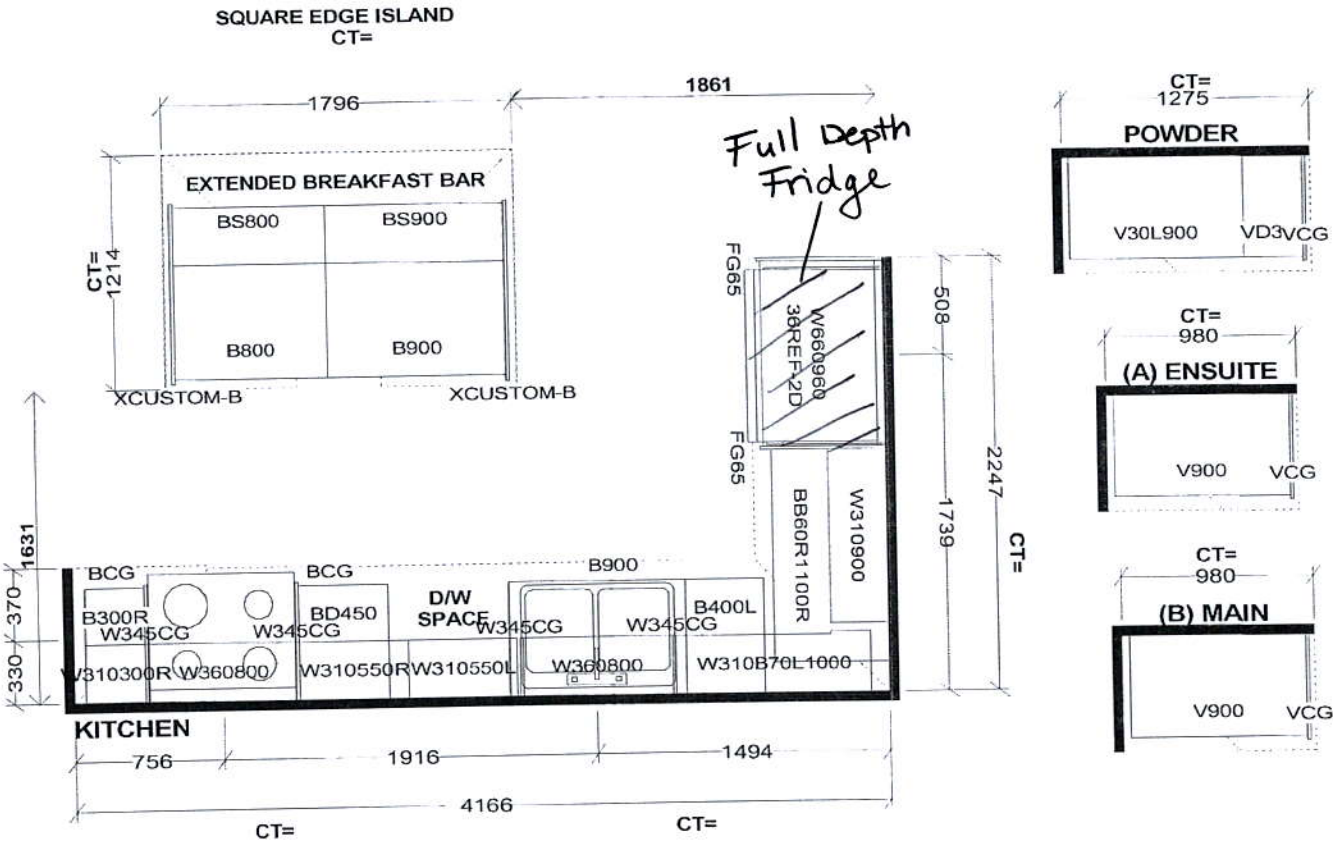 SQUARE EDGE ISLAND
CT=
1796
1861
Full Depth
Fridge
EXTENDED BREAKFAST BAR
BS800 BS900
CT=
1214
B800 B900
XCUSTOM-B XCUSTOM-B
FG65
W660960
36REF-2D
FG65
508
2247
1739
CT=
BB60R1100R
W310900
1631
370
330
BCG BCG B900
B300R BD450 D/W
SPACE B400L
W345CG W345CG W345CG W345CG
W310300R W360800 W310550R W310550L W360800 W310B70L1000
KITCHEN
756 1916 1494
4166
CT= CT=
CT=
1275
POWDER
V30L900 VD3 VCG
CT=
980
(A) ENSUITE
V900 VCG
CT=
980
(B) MAIN
V900 VCG